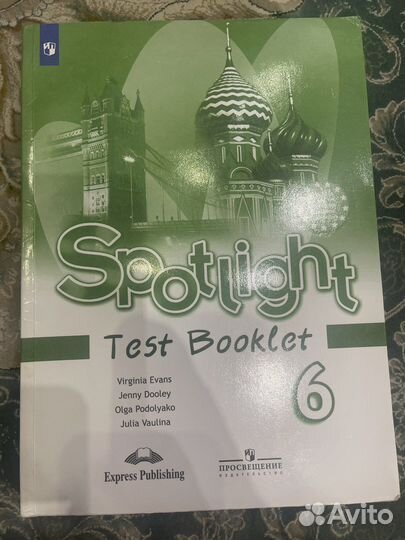 Spotlight
Test Booklet
6
Virginia Evans
Jenny Dooley
Olga Podolyako
Julia Vaulina
Express Publishing
ПРОСВЕЩЕНИЕ
ИЗДАТЕЛЬСТВО
Avito